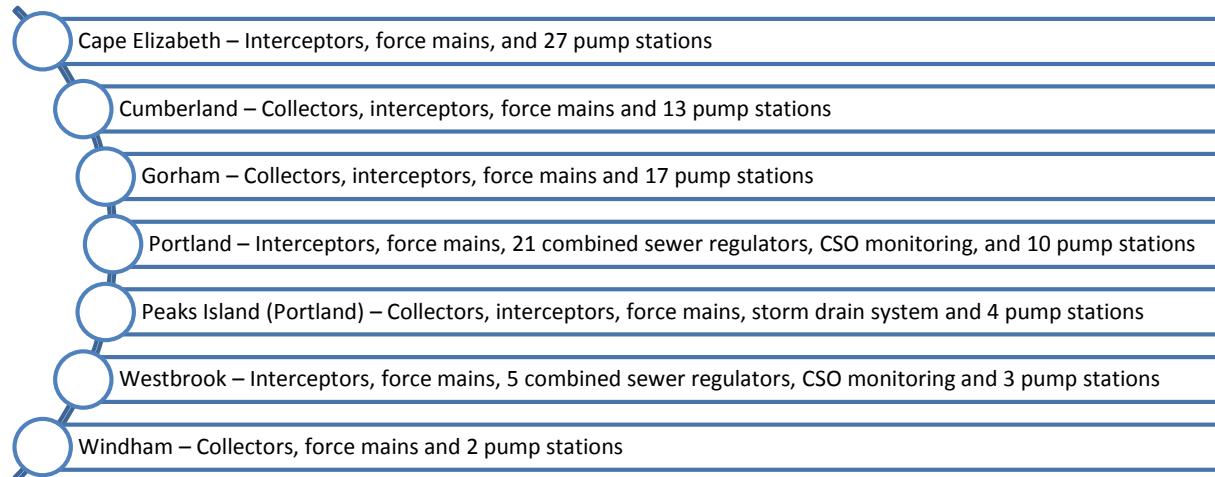 Cape Elizabeth – Interceptors, force mains, and 27 pump stations
Cumberland – Collectors, interceptors, force mains and 13 pump stations
Gorham – Collectors, interceptors, force mains and 17 pump stations
Portland – Interceptors, force mains, 21 combined sewer regulators, CSO monitoring, and 10 pump stations
Peaks Island (Portland) – Collectors, interceptors, force mains, storm drain system and 4 pump stations
Westbrook – Interceptors, force mains, 5 combined sewer regulators, CSO monitoring and 3 pump stations
Windham – Collectors, force mains and 2 pump stations